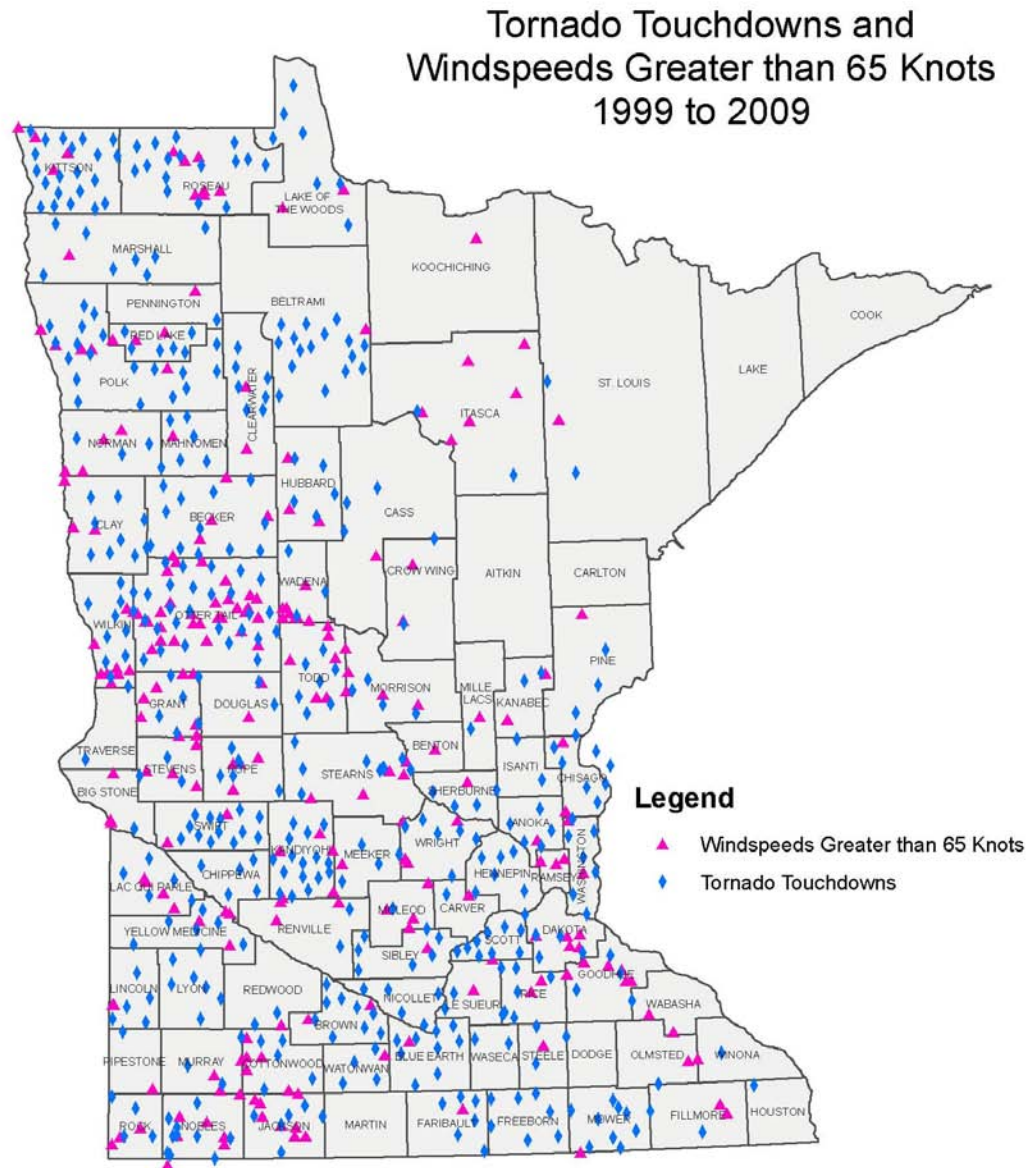 Tornado Touchdowns and
Windspeeds Greater than 65 Knots
1999 to 2009
KITTSON
ROSEAU
LAKE OF
THE WOODS
MARSHALL
KOOCHICHING
PENNINGTON
BELTRAMI
COOK
RED LAKE
ST. LOUIS
LAKE
POLK
CLEARWATER
ITASCA
NORMAN
MAHNOMEN
HUBBARD
CASS
CLAY
BECKER
WADENA
CROW WING
AITKIN
CARLTON
WILKIN
OTTER TAIL
PINE
TODD
MORRISON
MILLE
LACS
KANABEC
GRANT
DOUGLAS
TRAVERSE
BENTON
STEVENS
POPE
STEARNS
ISANTI
CHISAGO
BIG STONE
SHERBURNE
Legend
Windspeeds Greater than 65 Knots
Tornado Touchdowns
SWIFT
ANOKA
WASHINGTON
KANDIYOHI
MEEKER
WRIGHT
CHIPPEWA
HENNEPIN
RAMSEY
LAC QUI PARLE
MCLEOD
CARVER
YELLOW MEDICINE
RENVILLE
DAKOTA
SCOTT
SIBLEY
GOODHUE
LINCOLN
LYON
REDWOOD
NICOLLET
LE SUEUR
RICE
WABASHA
BROWN
PIPESTONE
MURRAY
COTTONWOOD
WATONWAN
BLUE EARTH
WASECA
STEELE
DODGE
OLMSTED
WINONA
ROCK
NOBLES
JACKSON
MARTIN
FARIBAULT
FREEBORN
MOWER
FILLMORE
HOUSTON